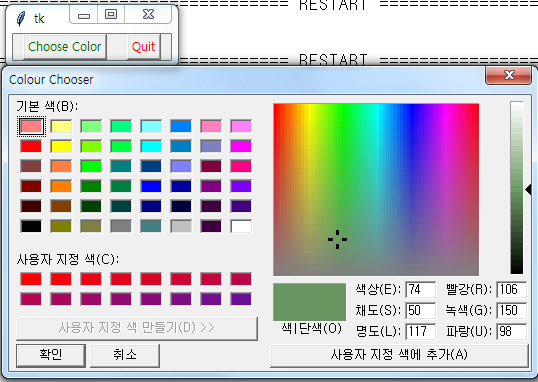 RESTART
tk
Choose Color Quit
RESTART
Colour Chooser
기본 색(B):
사용자 지정 색(C):
사용자 지정 색 만들기(D) >>
확인 취소
색상(E): 74 빨강(R): 106
채도(S): 50 녹색(G): 150
색|단색(O) 명도(L): 117 파랑(U): 98
사용자 지정 색에 추가(A)